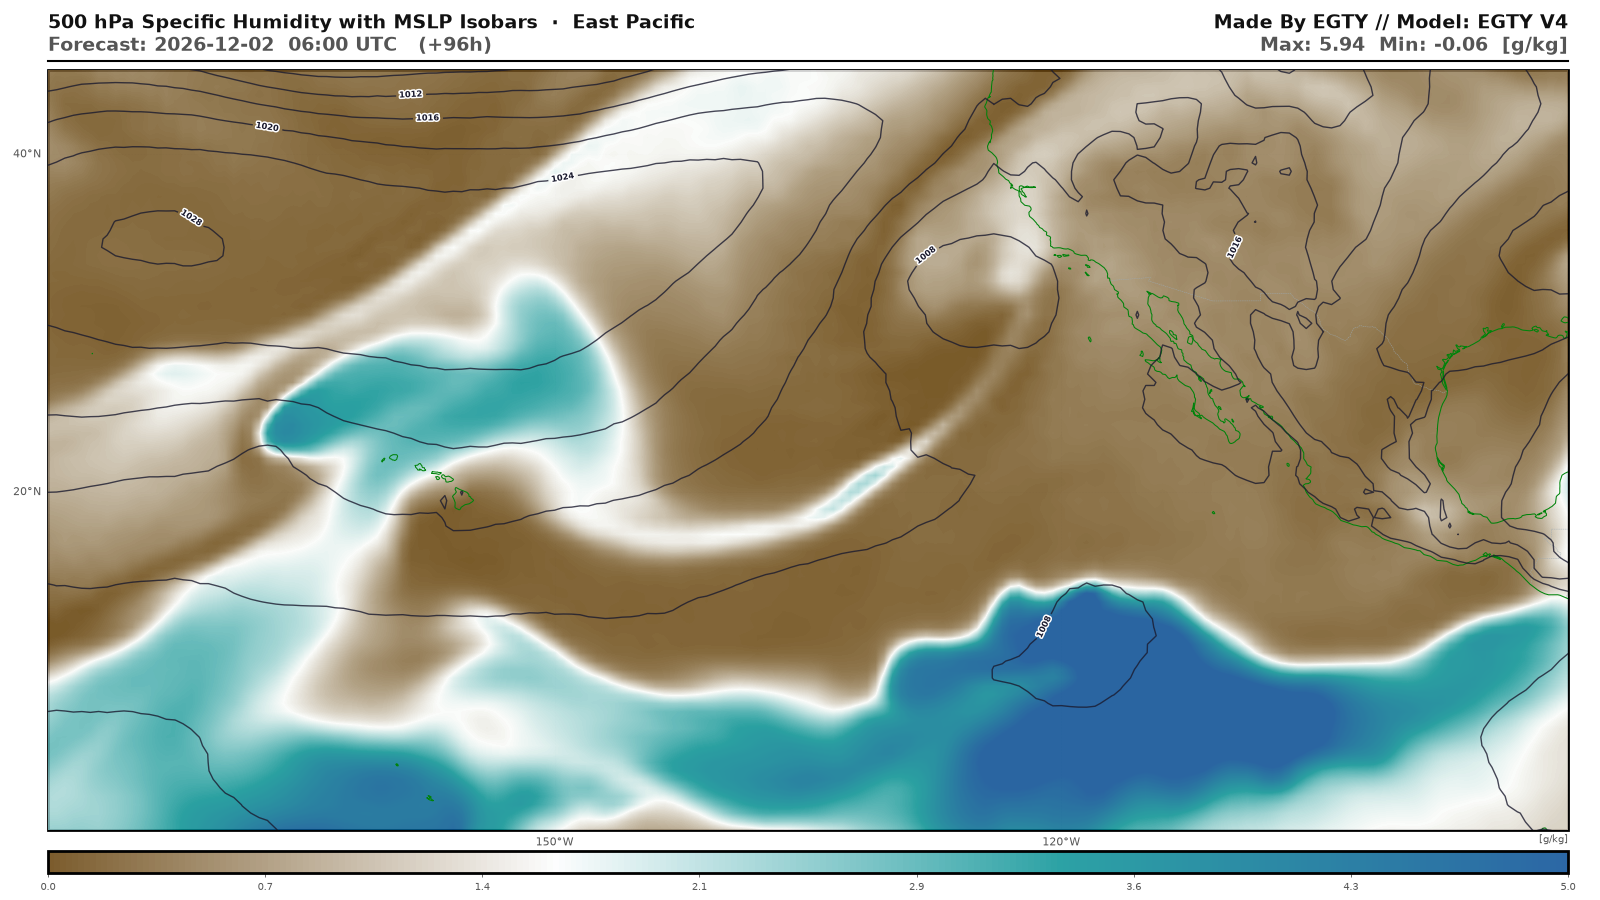 500 hPa Specific Humidity with MSLP Isobars · East Pacific
Made By EGTY // Model: EGTY V4
Forecast: 2026-12-02 06:00 UTC (+96h)
Max: 5.94 Min: -0.06 [g/kg]
1012
1016
1020
40°N
1024
1028
1016
1008
20°N
1008
150°W
120°W
[g/kg]
0.0
0.7
1.4
2.1
2.9
3.6
4.3
5.0